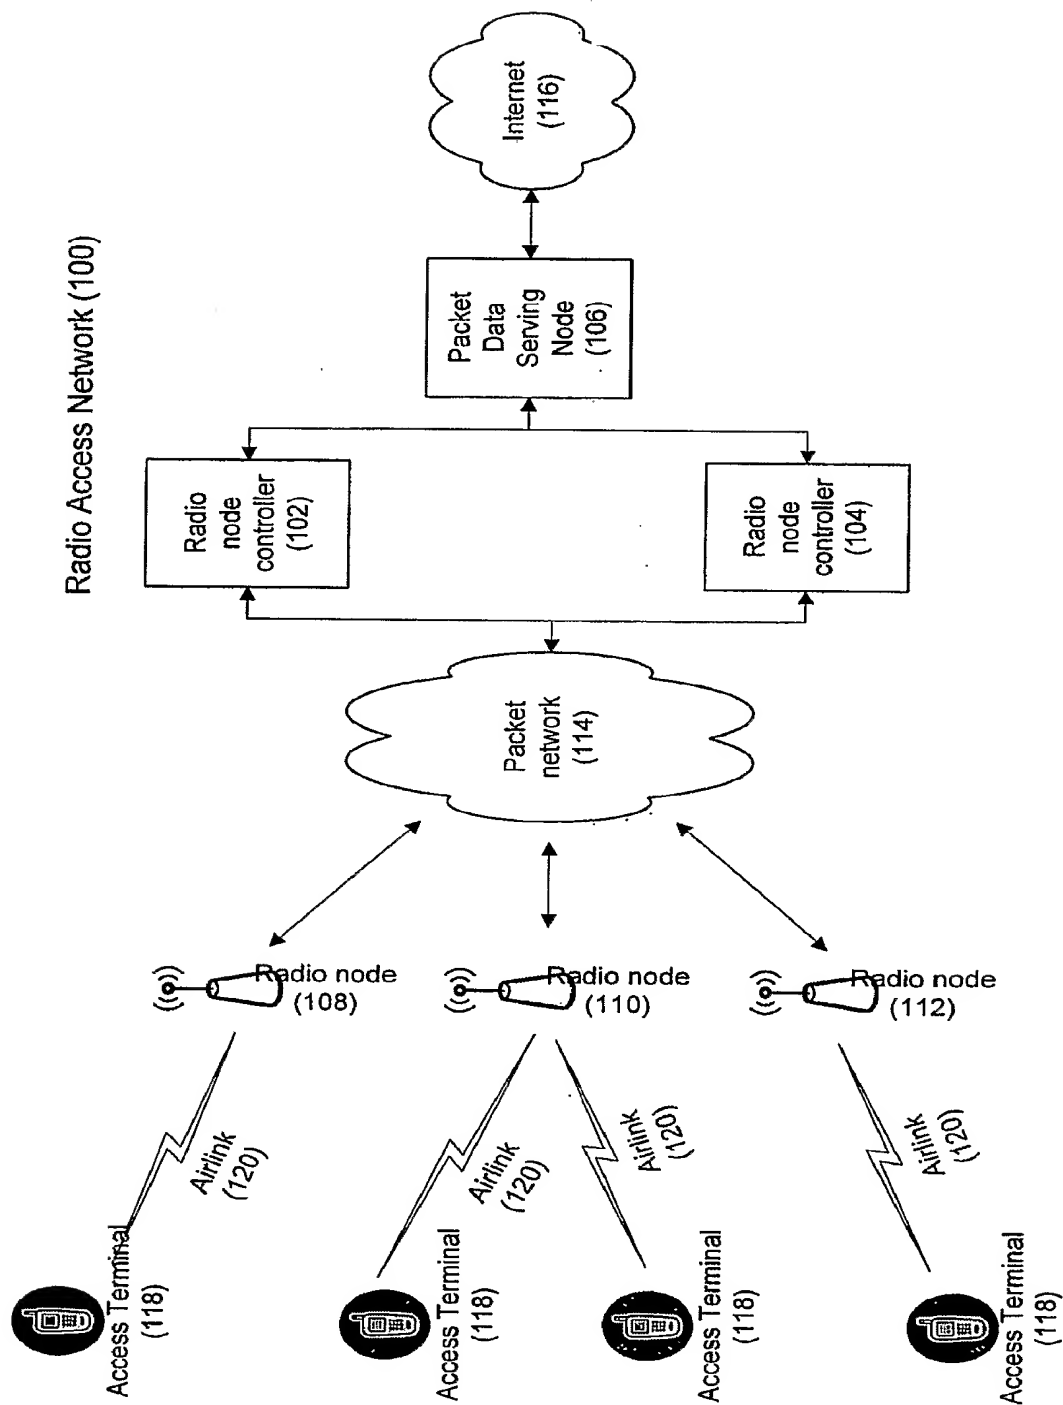 Radio Access Network (100)
Internet
(116)
Packet
Data
Serving
Node
(106)
Radio
node
controller
(102)
Radio
node
controller
(104)
Packet
network
(114)
Radio node
(108)
Radio node
(110)
Radio node
(112)
Airlink
(120)
Airlink
(120)
Airlink
(120)
Airlink
(120)
Access Terminal
(118)
Access Terminal
(118)
Access Terminal
(118)
Access Terminal
(118)